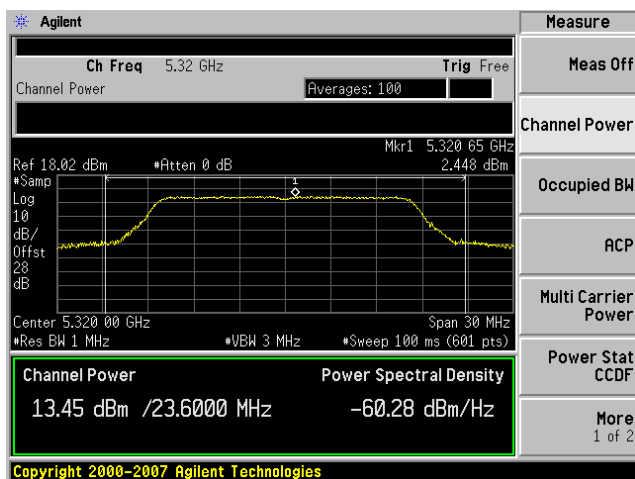 Agilent
Measure
Ch Freq 5.32 GHz Trig Free
Channel Power Averages: 100
Mkr1 5.320 65 GHz
Ref 18.02 dBm #Atten 0 dB 2.448 dBm
#Samp
Log
10
dB/
Offst
28
dB
1
Center 5.320 00 GHz Span 30 MHz
#Res BW 1 MHz #VBW 3 MHz #Sweep 100 ms (601 pts)
Channel Power Power Spectral Density
13.45 dBm /23.6000 MHz -60.28 dBm/Hz
Copyright 2000-2007 Agilent Technologies
Meas Off
Channel Power
Occupied BW
ACP
Multi Carrier
Power
Power Stat
CCDF
More
1 of 2